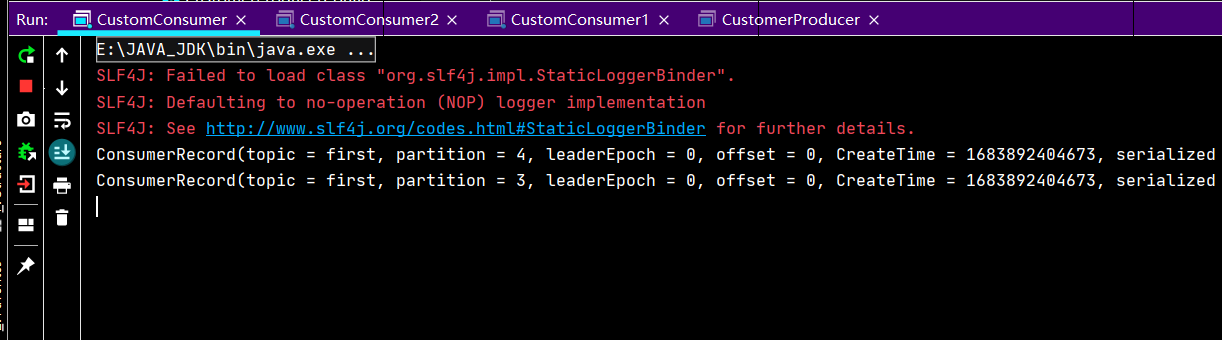 Run: CustomConsumer × CustomConsumer2 × CustomConsumer1 × CustomerProducer ×
E:\JAVA_JDK\bin\java.exe ...
SLF4J: Failed to load class "org.slf4j.impl.StaticLoggerBinder".
SLF4J: Defaulting to no-operation (NOP) logger implementation
SLF4J: See http://www.slf4j.org/codes.html#StaticLoggerBinder for further details.
ConsumerRecord(topic = first, partition = 4, leaderEpoch = 0, offset = 0, CreateTime = 1683892404673, serialized
ConsumerRecord(topic = first, partition = 3, leaderEpoch = 0, offset = 0, CreateTime = 1683892404673, serialized